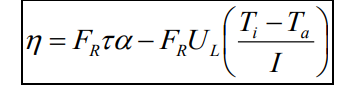 η = F_R τα − F_R U_L ( (T_i − T_a) / I )